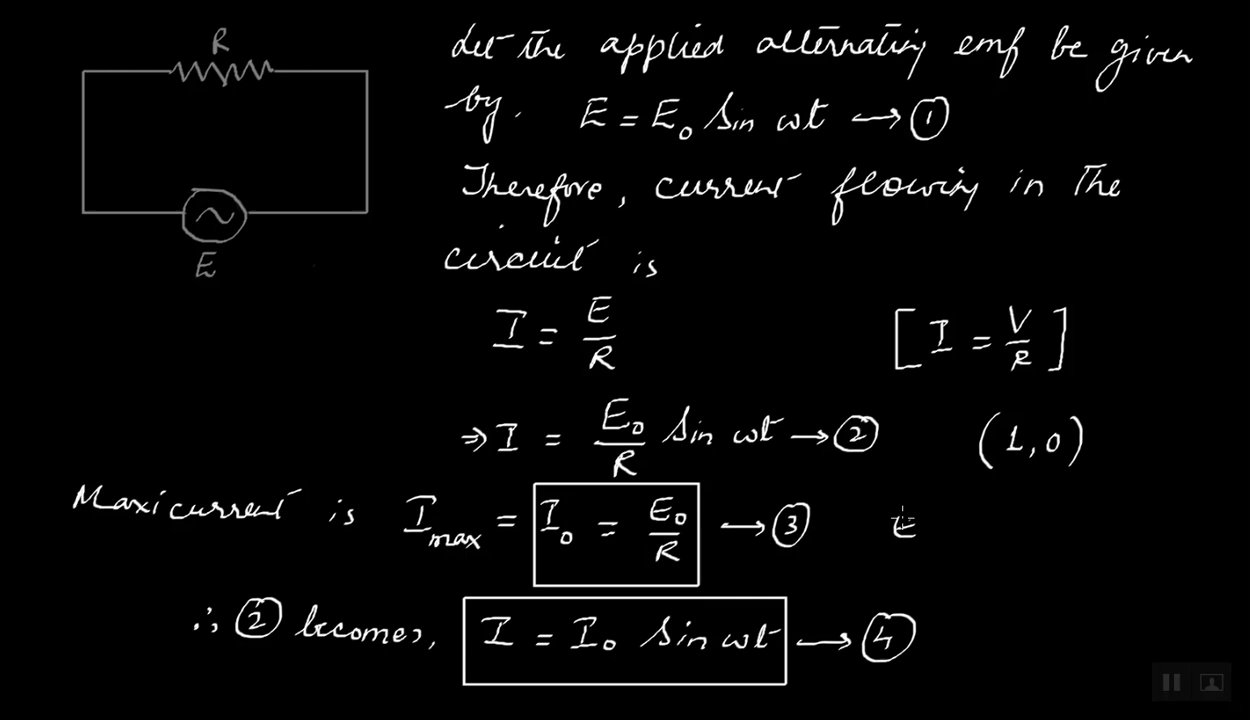 R
E
Let the applied alternating emf be given
by. E = E₀ Sin ωt → ①
Therefore, current flowing in the
circuit is
I = E/R [I = V/R]
⇒ I = E₀/R Sin ωt → ② (1,0)
Maxi current is I max = I₀ = E₀/R → ③ E
∴ ② becomes, I = I₀ Sin ωt → ④